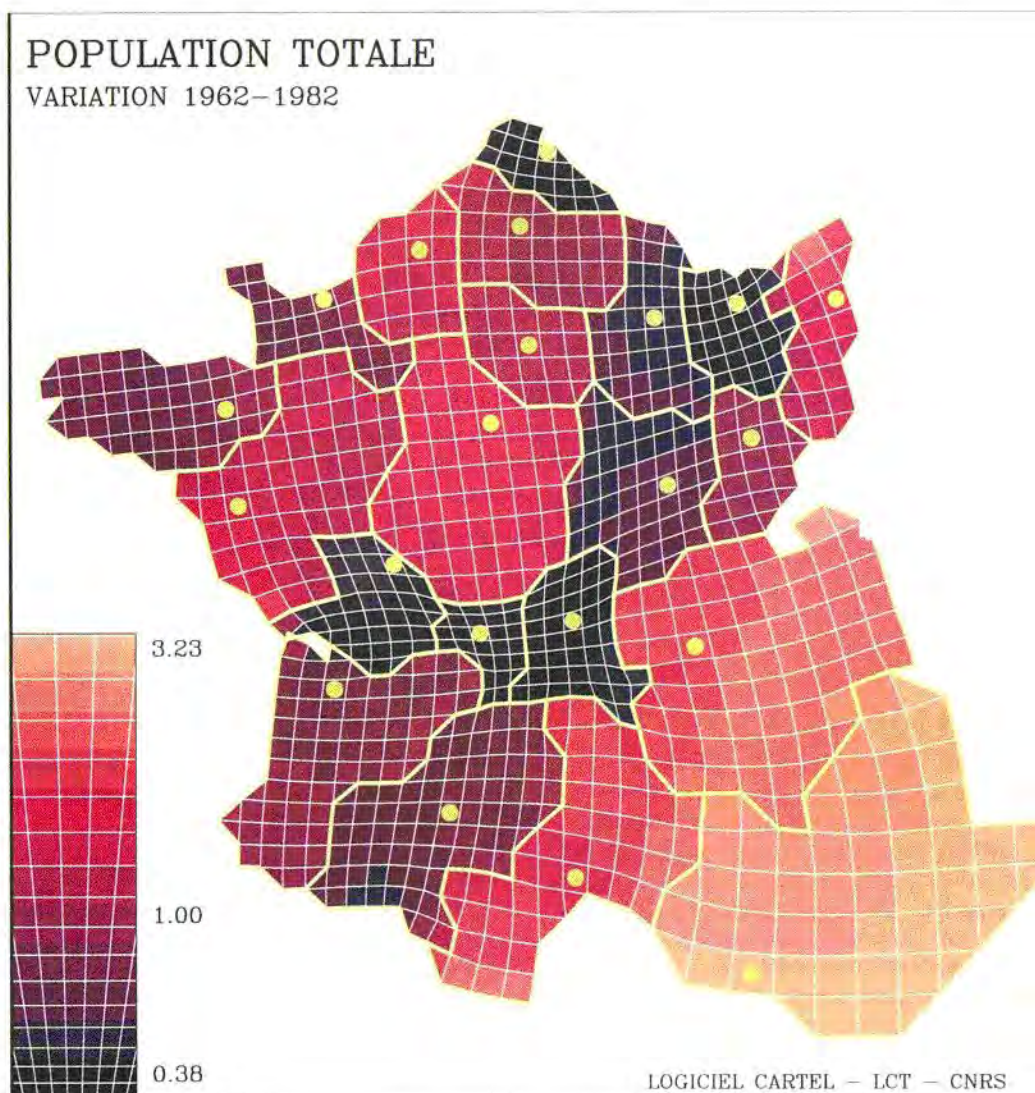 POPULATION TOTALE
VARIATION 1962-1982
3.23
1.00
0.38
LOGICIEL CARTEL - LCT - CNRS